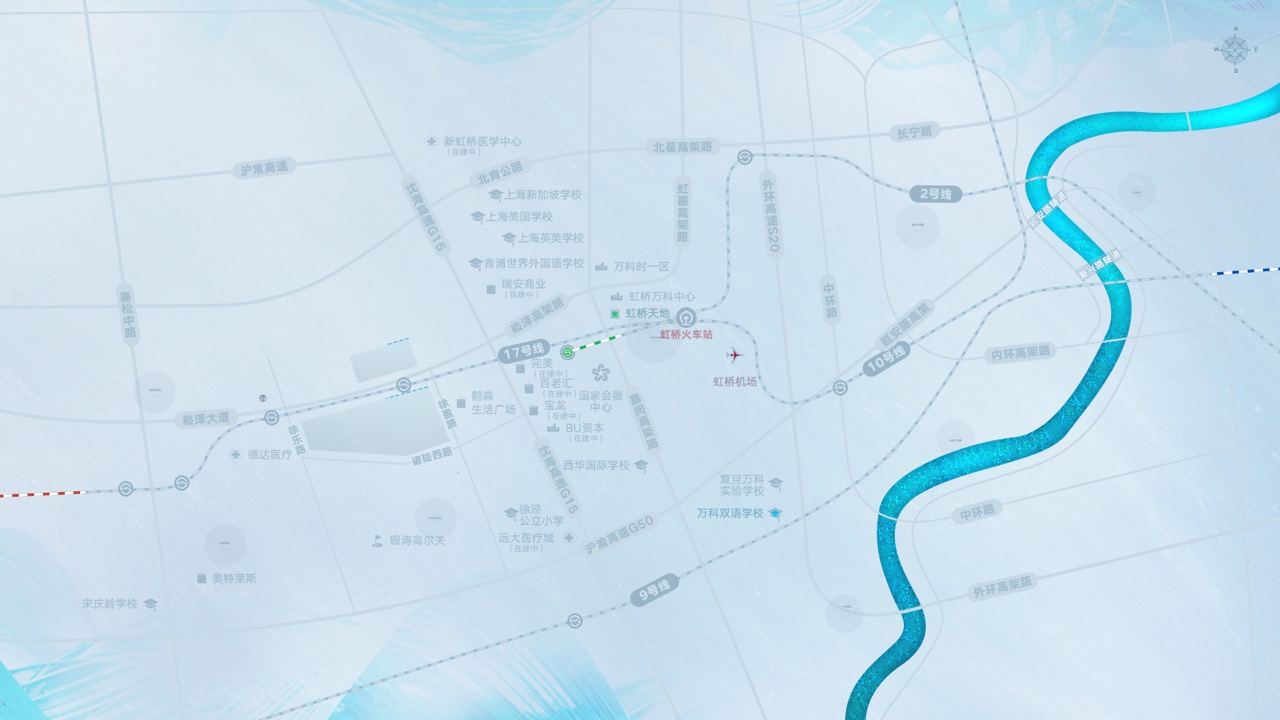 N
W
E
S
新虹桥医学中心
(在建中)
北翟高架路
长宁路
沪常高速
北青公路
2号线
上海新加坡学校
虹翟高架路
外环高速S20
沈海高速G15
上海美国学校
延安路隧道
上海英美学校
青浦世界外国语学校
万科时一区
瑞安商业
(在建中)
虹桥万科中心
嘉松中路
崧泽高架路
虹桥天地
中环路
延安路高架
虹桥火车站
17号线
10号线
内环高架路
完美
(在建中)
百老汇
(在建中)
虹桥机场
国家会展
中心
鹤森
生活广场
宝龙
(在建中)
崧泽大道
BU资本
(在建中)
徐乐路
诸陆西路
德达医疗
西华国际学校
沈海高速G15
复旦万科
实验学校
万科双语学校
徐泾
公立小学
中环路
沪渝高速G50
银涛高尔夫
远大医疗城
(在建中)
奥特莱斯
9号线
外环高架路
宋庆龄学校